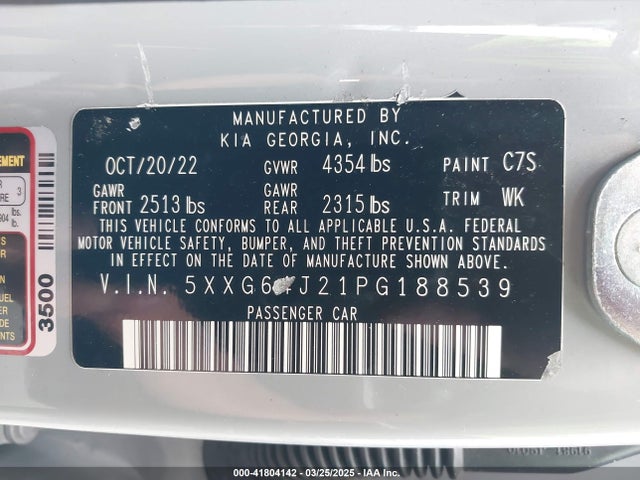 MANUFACTURED BY
KIA GEORGIA, INC.
OCT/20/22 GVWR 4354 lbs PAINT C7S
GAWR FRONT 2513 lbs GAWR REAR 2315 lbs TRIM WK
THIS VEHICLE CONFORMS TO ALL APPLICABLE U.S.A. FEDERAL
MOTOR VEHICLE SAFETY, BUMPER, AND THEFT PREVENTION STANDARDS
IN EFFECT ON THE DATE OF MANUFACTURE SHOWN ABOVE.
V.I.N. 5XXG64J21PG188539
PASSENGER CAR
3500
000-41804142 • 03/25/2025 • IAA Inc.